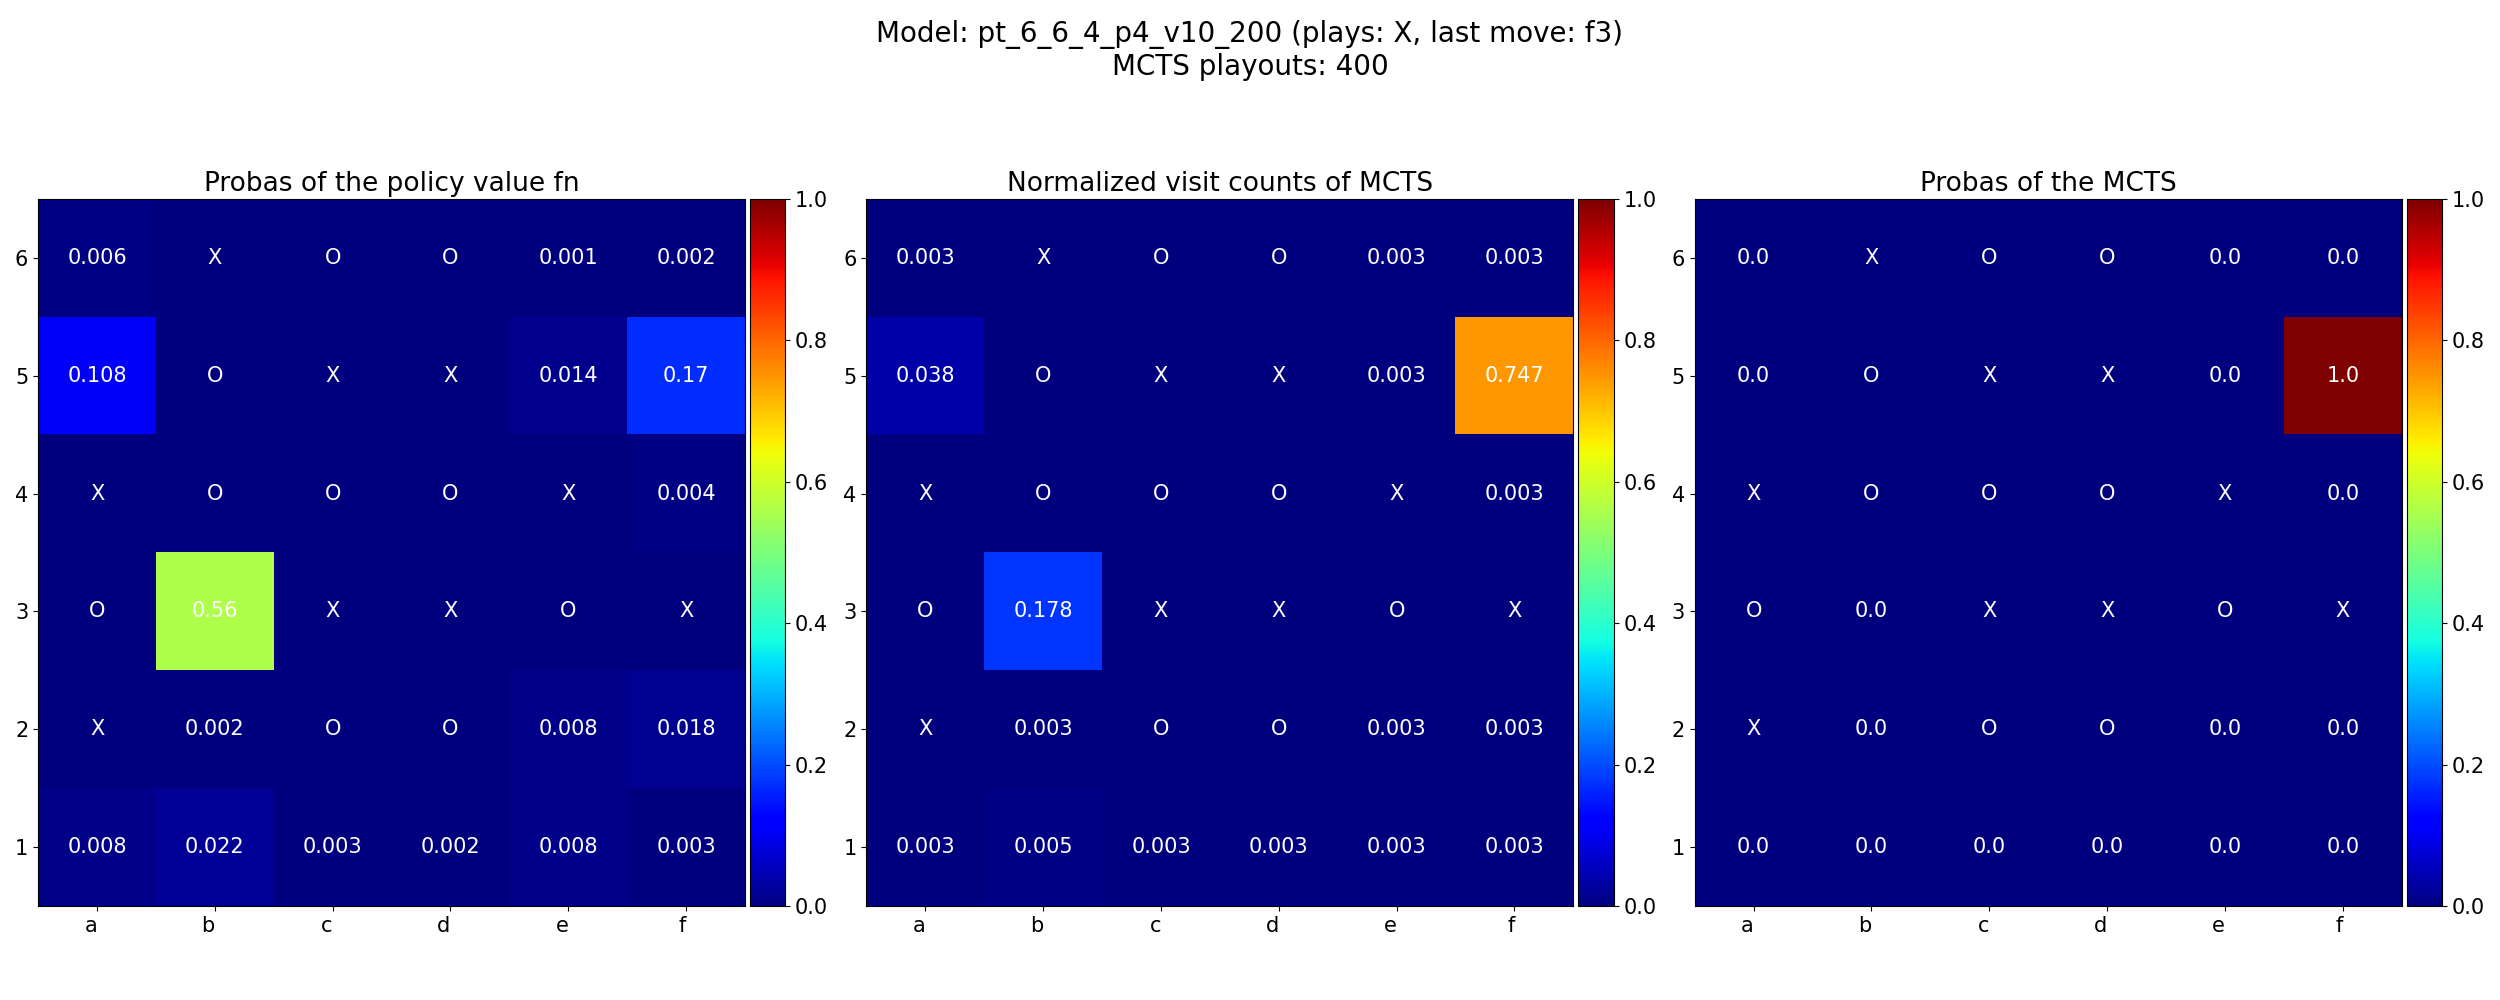 Model: pt_6_6_4_p4_v10_200 (plays: X, last move: f3)
MCTS playouts: 400
Probas of the policy value fn
6 0.006 X O O 0.001 0.002
5 0.108 O X X 0.014 0.17
4 X O O O X 0.004
3 O 0.56 X X O X
2 X 0.002 O O 0.008 0.018
1 0.008 0.022 0.003 0.002 0.008 0.003
a b c d e f
1.0
0.8
0.6
0.4
0.2
0.0
Normalized visit counts of MCTS
6 0.003 X O O 0.003 0.003
5 0.038 O X X 0.003 0.747
4 X O O O X 0.003
3 O 0.178 X X O X
2 X 0.003 O O 0.003 0.003
1 0.003 0.005 0.003 0.003 0.003 0.003
a b c d e f
1.0
0.8
0.6
0.4
0.2
0.0
Probas of the MCTS
6 0.0 X O O 0.0 0.0
5 0.0 O X X 0.0 1.0
4 X O O O X 0.0
3 O 0.0 X X O X
2 X 0.0 O O 0.0 0.0
1 0.0 0.0 0.0 0.0 0.0 0.0
a b c d e f
1.0
0.8
0.6
0.4
0.2
0.0